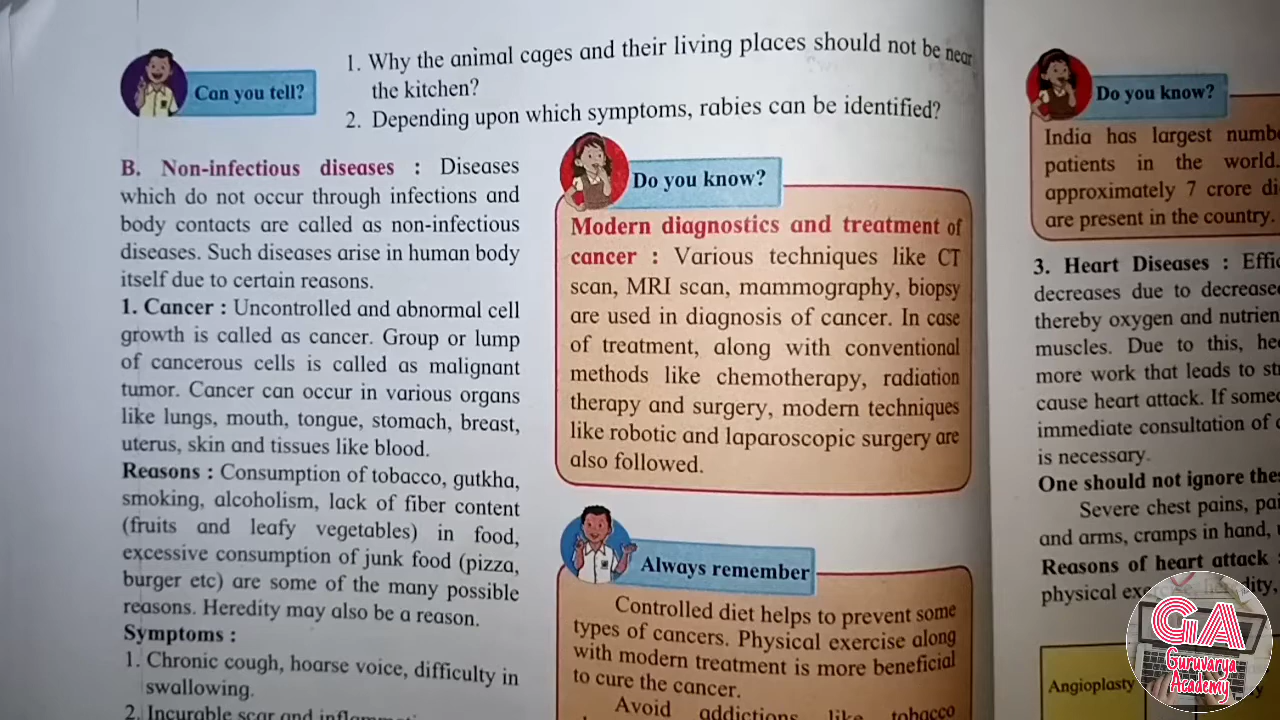 Can you tell?
1. Why the animal cages and their living places should not be near
the kitchen?
2. Depending upon which symptoms, rabies can be identified?
B. Non-infectious diseases : Diseases
which do not occur through infections and
body contacts are called as non-infectious
diseases. Such diseases arise in human body
itself due to certain reasons.
1. Cancer : Uncontrolled and abnormal cell
growth is called as cancer. Group or lump
of cancerous cells is called as malignant
tumor. Cancer can occur in various organs
like lungs, mouth, tongue, stomach, breast,
uterus, skin and tissues like blood.
Reasons : Consumption of tobacco, gutkha,
smoking, alcoholism, lack of fiber content
(fruits and leafy vegetables) in food,
excessive consumption of junk food (pizza,
burger etc) are some of the many possible
reasons. Heredity may also be a reason.
Symptoms :
1. Chronic cough, hoarse voice, difficulty in
swallowing.
2. Incurable scar and
Do you know?
Modern diagnostics and treatment of
cancer : Various techniques like CT
scan, MRI scan, mammography, biopsy
are used in diagnosis of cancer. In case
of treatment, along with conventional
methods like chemotherapy, radiation
therapy and surgery, modern techniques
like robotic and laparoscopic surgery are
also followed.
Always remember
Controlled diet helps to prevent some
types of cancers. Physical exercise along
with modern treatment is more beneficial
to cure the cancer.
Avoid addictions like tobacco
Do you know?
India has largest
patients in the world.
approximately 7 crore
are present in the country.
3. Heart Diseases :
decreases due to
thereby oxygen and
muscles. Due to this,
more work that leads to
cause heart attack. If
immediate consultation of
is necessary.
One should not ignore
Severe chest pains,
and arms, cramps in hand,
Reasons of heart attack
physical
Angioplasty
GA
Guruvarya
Academy